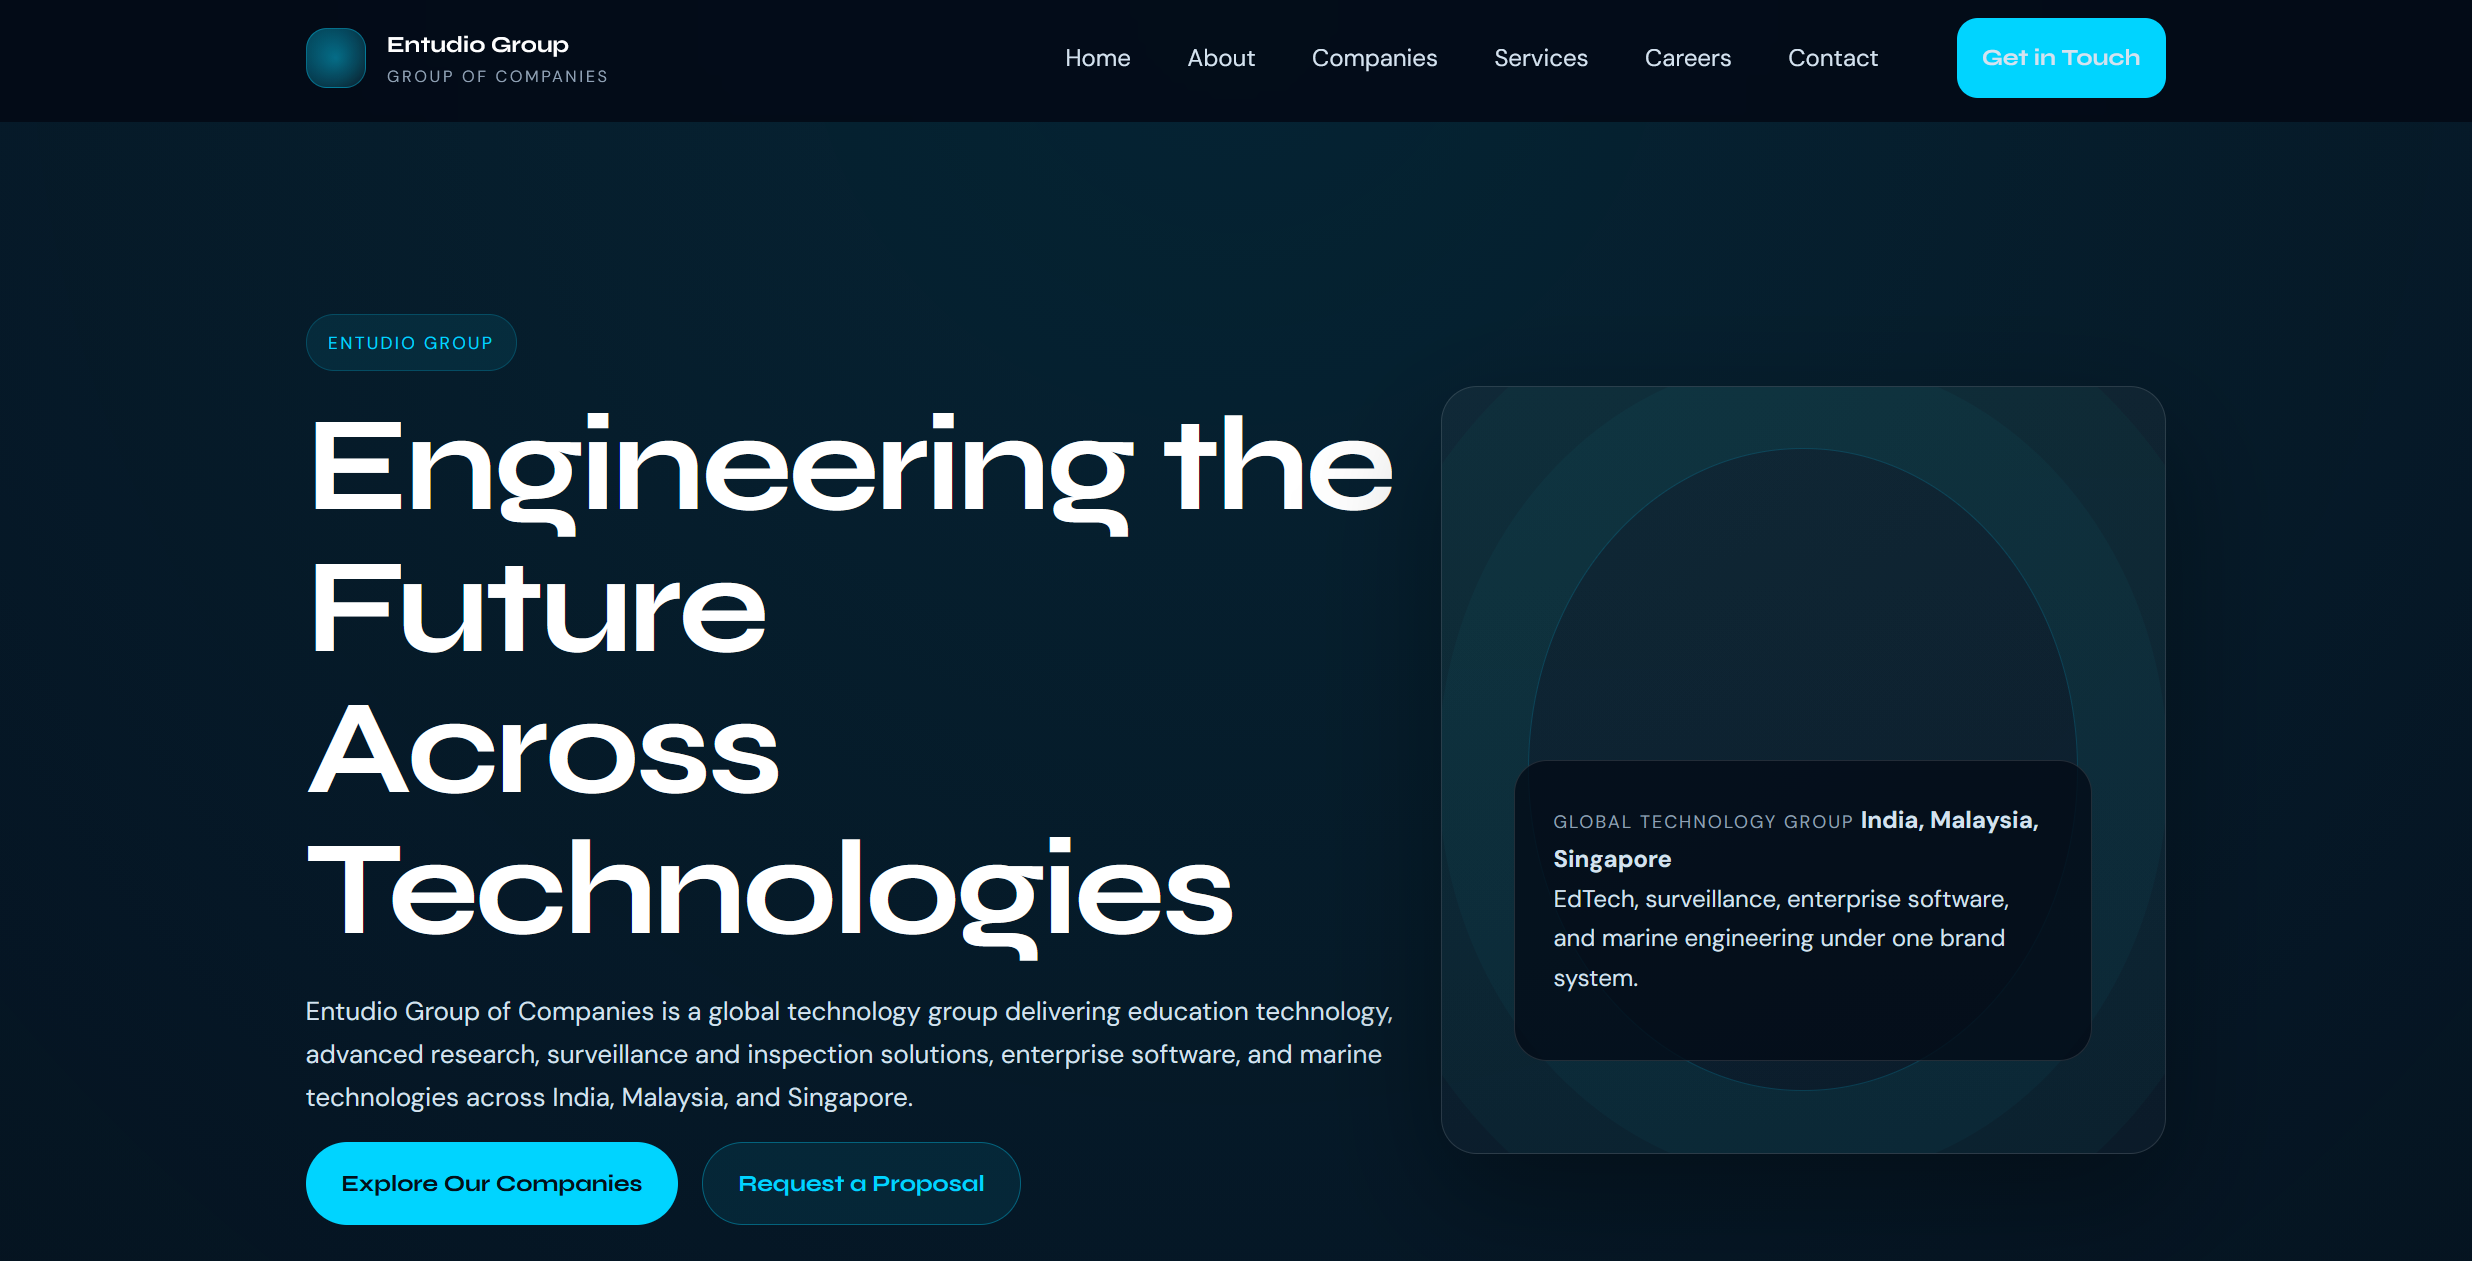 Entudio Group
GROUP OF COMPANIES
Home
About
Companies
Services
Careers
Contact
Get in Touch
ENTUDIO GROUP
Engineering the
Future
Across
Technologies
Entudio Group of Companies is a global technology group delivering education technology,
advanced research, surveillance and inspection solutions, enterprise software, and marine
technologies across India, Malaysia, and Singapore.
Explore Our Companies
Request a Proposal
GLOBAL TECHNOLOGY GROUP India, Malaysia,
Singapore
EdTech, surveillance, enterprise software,
and marine engineering under one brand
system.